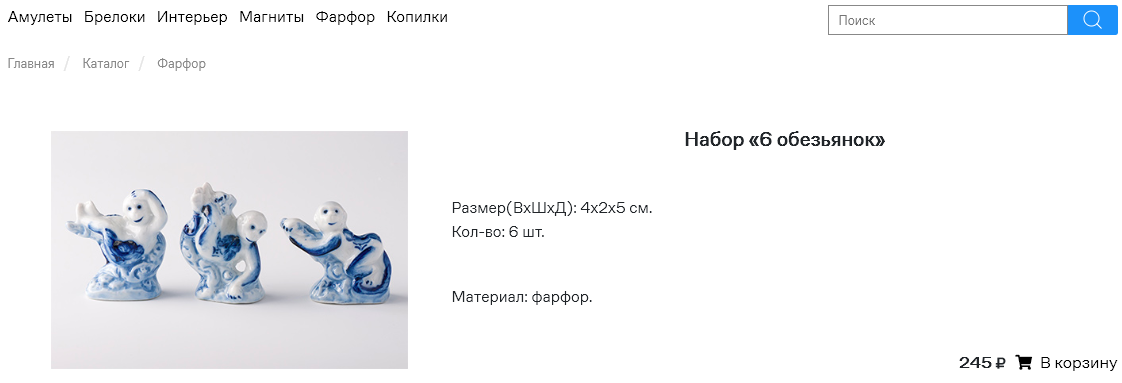 Амулеты Брелоки Интерьер Магниты Фарфор Копилки
Поиск
Главная / Каталог / Фарфор
Набор «6 обезьянок»
Размер(ВхШхД): 4х2х5 см.
Кол-во: 6 шт.
Материал: фарфор.
245 ₽ В корзину